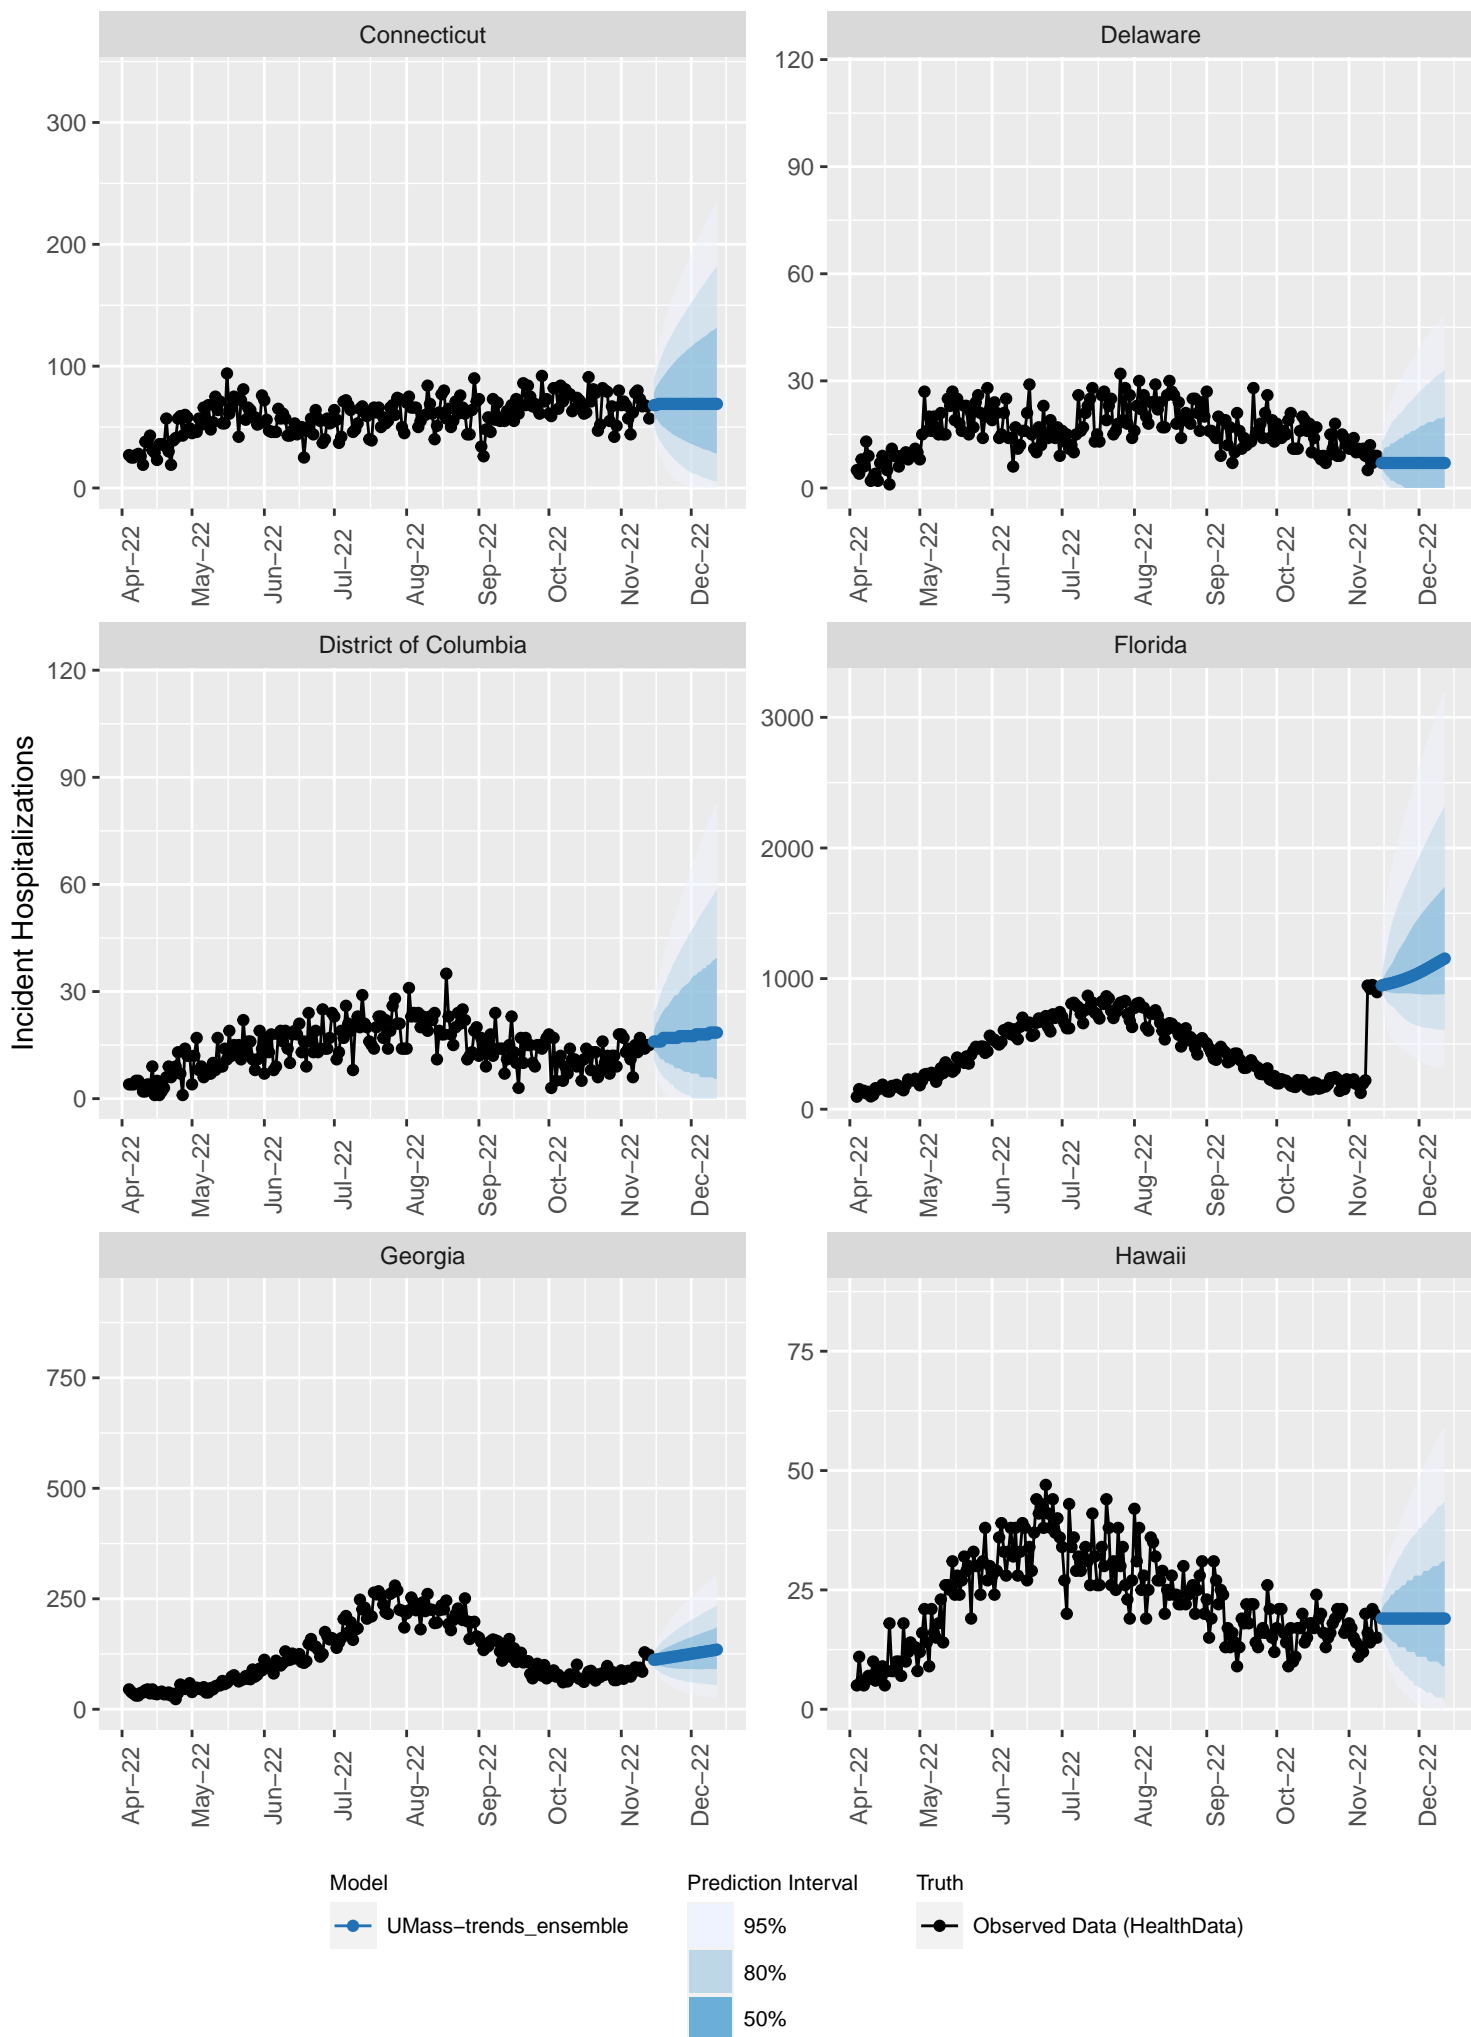 Connecticut
Delaware
300
200
100
0
120
90
60
30
0
Apr−22 May−22 Jun−22 Jul−22 Aug−22 Sep−22 Oct−22 Nov−22 Dec−22
Apr−22 May−22 Jun−22 Jul−22 Aug−22 Sep−22 Oct−22 Nov−22 Dec−22
District of Columbia
Florida
Incident Hospitalizations
120
90
60
30
0
3000
2000
1000
0
Apr−22 May−22 Jun−22 Jul−22 Aug−22 Sep−22 Oct−22 Nov−22 Dec−22
Apr−22 May−22 Jun−22 Jul−22 Aug−22 Sep−22 Oct−22 Nov−22 Dec−22
Georgia
Hawaii
750
500
250
0
75
50
25
0
Apr−22 May−22 Jun−22 Jul−22 Aug−22 Sep−22 Oct−22 Nov−22 Dec−22
Apr−22 May−22 Jun−22 Jul−22 Aug−22 Sep−22 Oct−22 Nov−22 Dec−22
Model
UMass−trends_ensemble
Prediction Interval
95%
80%
50%
Truth
Observed Data (HealthData)